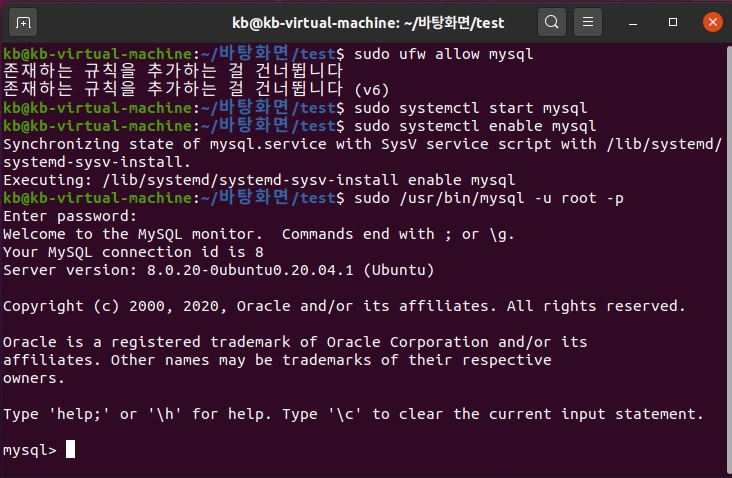 kb@kb-virtual-machine: ~/바탕화면/test
kb@kb-virtual-machine:~/바탕화면/test$ sudo ufw allow mysql
존재하는 규칙을 추가하는 걸 건너뜁니다
존재하는 규칙을 추가하는 걸 건너뜁니다 (v6)
kb@kb-virtual-machine:~/바탕화면/test$ sudo systemctl start mysql
kb@kb-virtual-machine:~/바탕화면/test$ sudo systemctl enable mysql
Synchronizing state of mysql.service with SysV service script with /lib/systemd/
systemd-sysv-install.
Executing: /lib/systemd/systemd-sysv-install enable mysql
kb@kb-virtual-machine:~/바탕화면/test$ sudo /usr/bin/mysql -u root -p
Enter password:
Welcome to the MySQL monitor.  Commands end with ; or \g.
Your MySQL connection id is 8
Server version: 8.0.20-0ubuntu0.20.04.1 (Ubuntu)
Copyright (c) 2000, 2020, Oracle and/or its affiliates. All rights reserved.
Oracle is a registered trademark of Oracle Corporation and/or its
affiliates. Other names may be trademarks of their respective
owners.
Type 'help;' or '\h' for help. Type '\c' to clear the current input statement.
mysql>